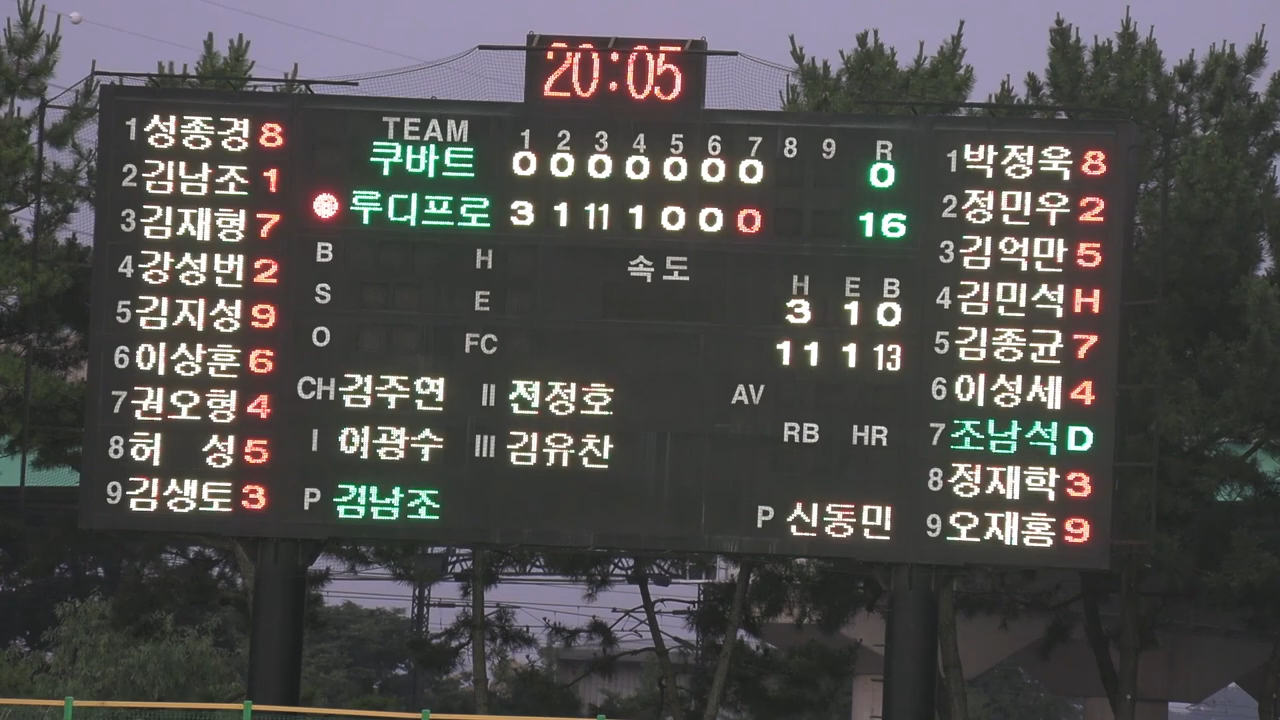 20:05
1 성종경 8
2 김남조 1
3 김재형 7
4 강성번 2
5 김지성 9
6 이상훈 6
7 권오형 4
8 허 성 5
9 김생토 3
TEAM 1 2 3 4 5 6 7 8 9 R
쿠바트 0 0 0 0 0 0 0 0
루디프로 3 1 11 1 0 0 0 16
B H 속도
S E H E B
3 1 0
O FC 11 1 13
CH 김주연 II 전정호 AV
I 이광수 III 김유찬 RB HR
P 김남조 P 신동민
1 박정욱 8
2 정민우 2
3 김억만 5
4 김민석 H
5 김종균 7
6 이성세 4
7 조남석 D
8 정재학 3
9 오재홈 9